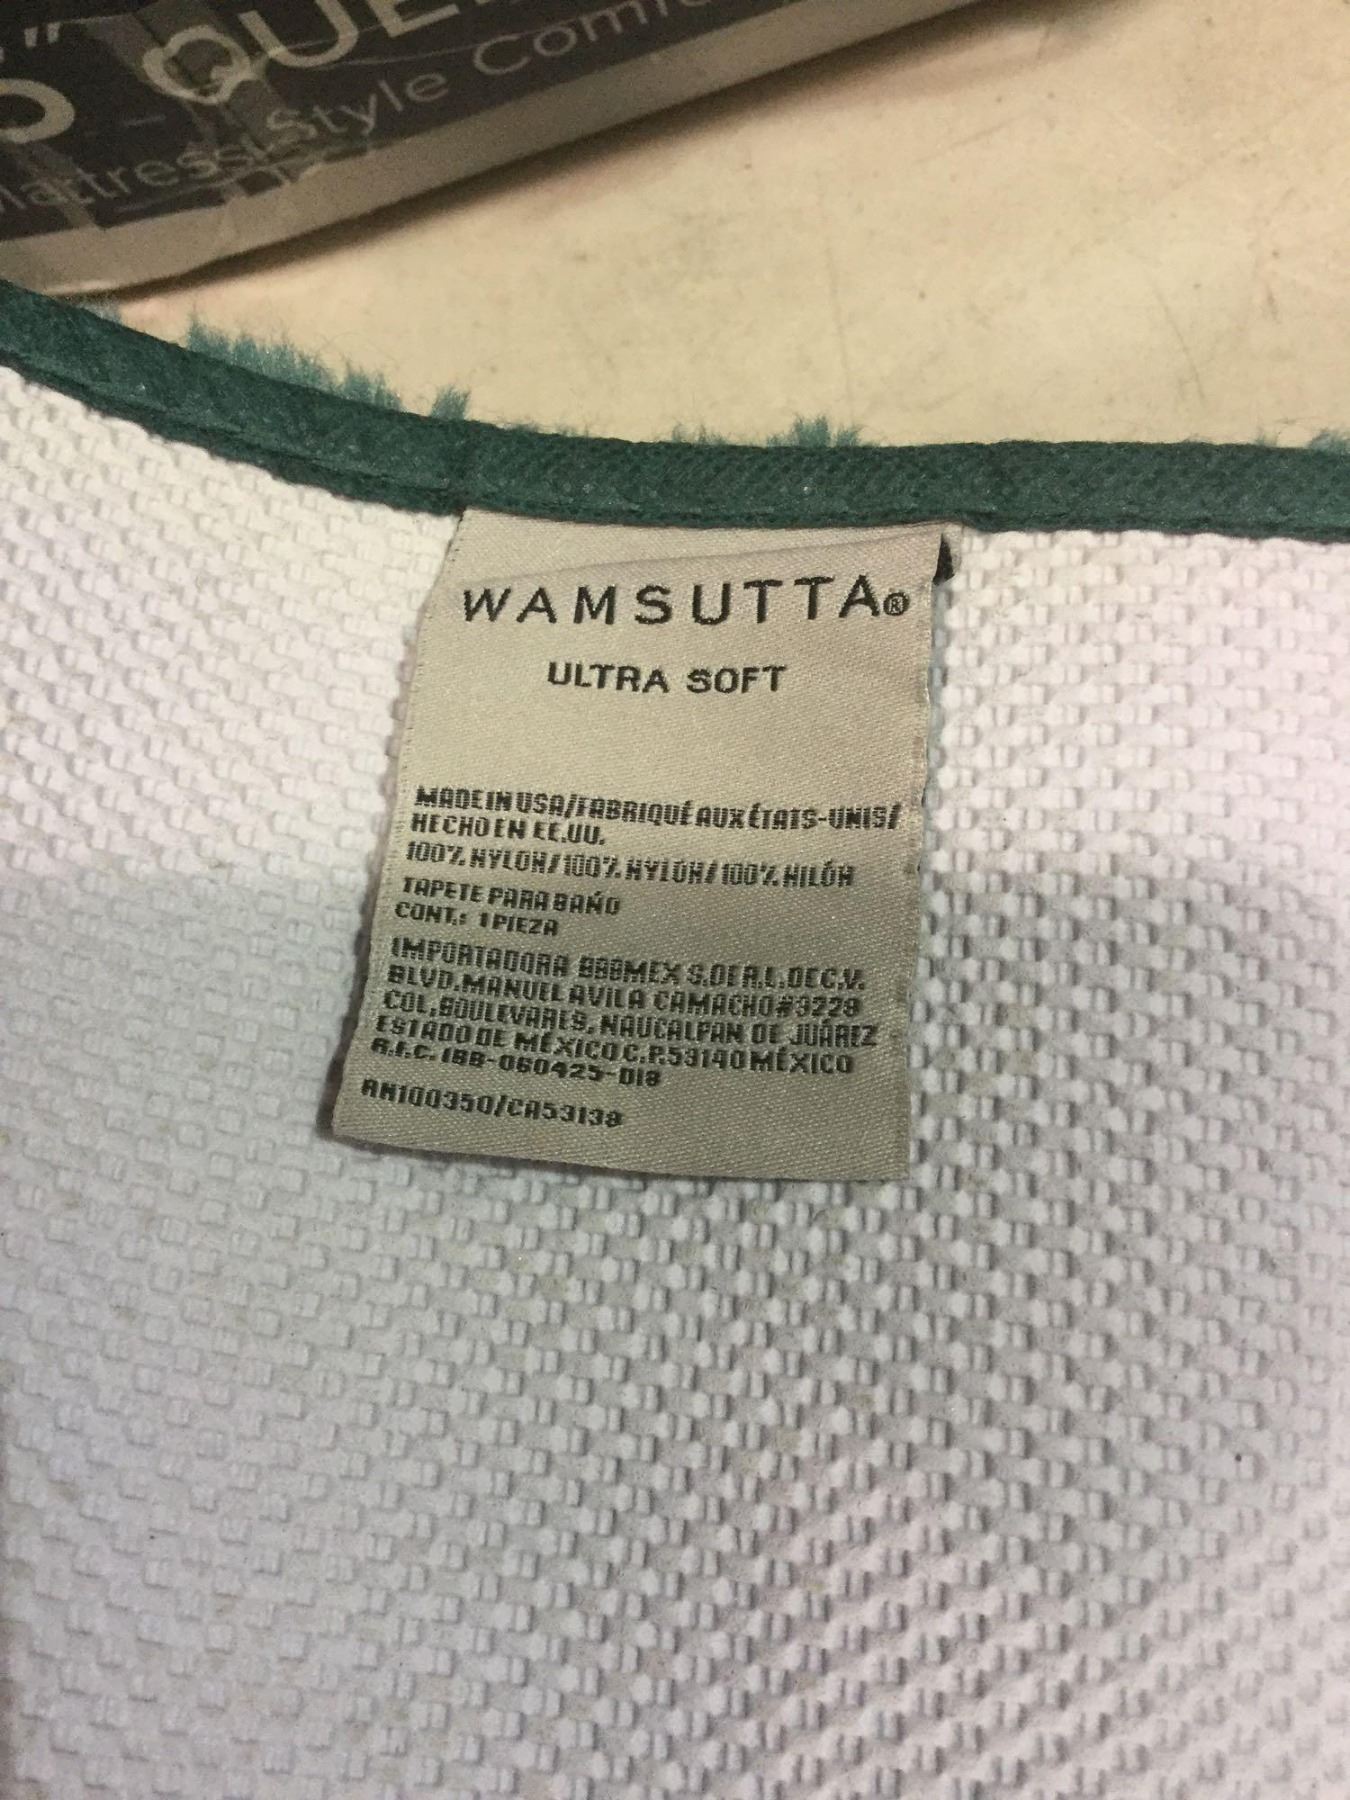 QUE
Mattress Style Comf
WAMSUTTA®
ULTRA SOFT
MADE IN USA/FABRIQUÉ AUX ÉTATS-UNIS/
HECHO EN EE.UU.
100% NYLON/100% NYLON/100% NILÓN
TAPETE PARA BAÑO
CONT.: 1 PIEZA
IMPORTADORA BBBMEX S.DE R.L.DE C.V.
BLVD.MANUEL AVILA CAMACHO#3228
COL.BOULEVARES, NAUCALPAN DE JUÁREZ
ESTADO DE MÉXICO C.P.53140 MÉXICO
R.F.C. IBB-060425-DI8
RN100350/CA53138